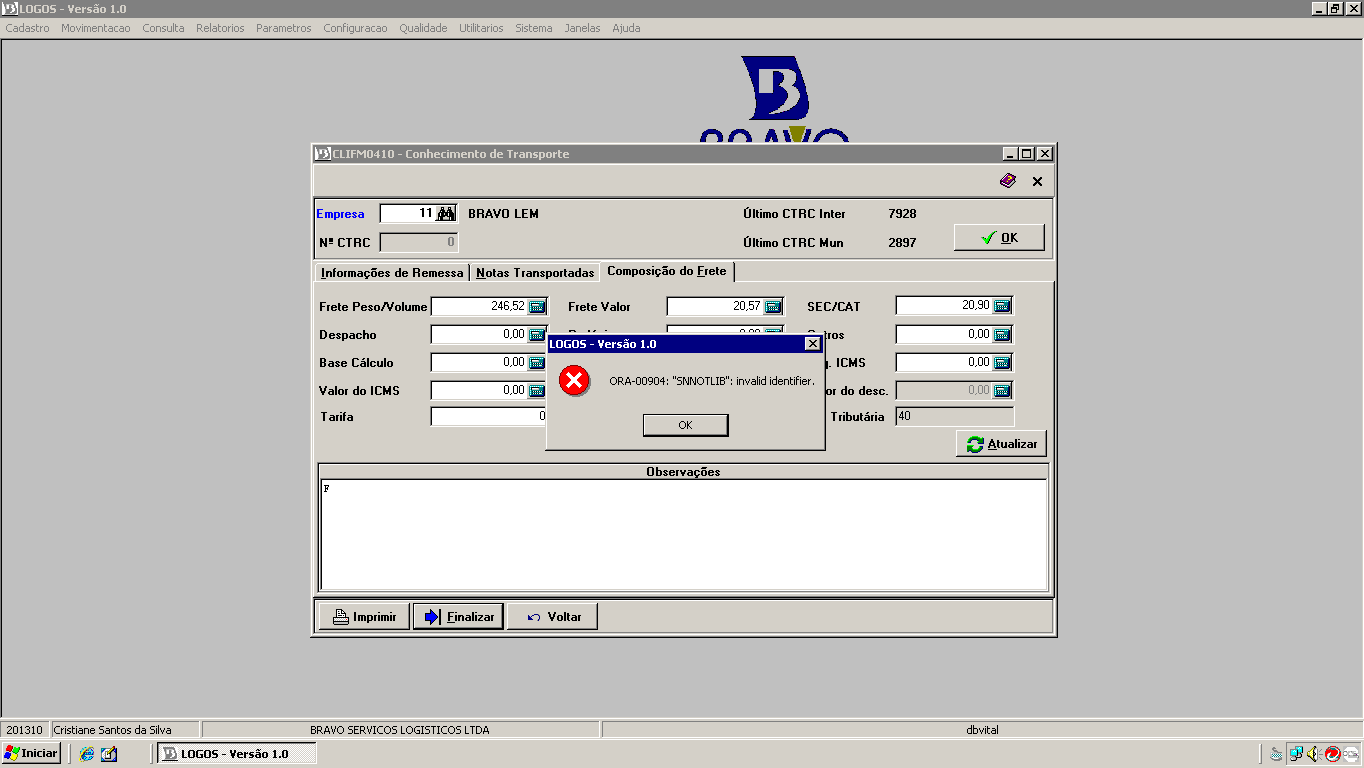 LOGOS - Versão 1.0
Cadastro Movimentacao Consulta Relatorios Parametros Configuracao Qualidade Utilitarios Sistema Janelas Ajuda
B
CLIFM0410 - Conhecimento de Transporte
Empresa 11 BRAVO LEM Último CTRC Inter 7928
Nº CTRC 0 Último CTRC Mun 2897 OK
Informações de Remessa Notas Transportadas Composição do Frete
Frete Peso/Volume 246,52 Frete Valor 20,57 SEC/CAT 20,90
Despacho 0,00 0,00
Base Cálculo 0,00 ICMS 0,00
Valor do ICMS 0,00 do desc. 0,00
Tarifa 0 Tributária 40
LOGOS - Versão 1.0
ORA-00904: "SNNOTLIB": invalid identifier.
OK
Atualizar
Observações
F
Imprimir Finalizar Voltar
201310 Cristiane Santos da Silva BRAVO SERVICOS LOGISTICOS LTDA dbvital
Iniciar LOGOS - Versão 1.0